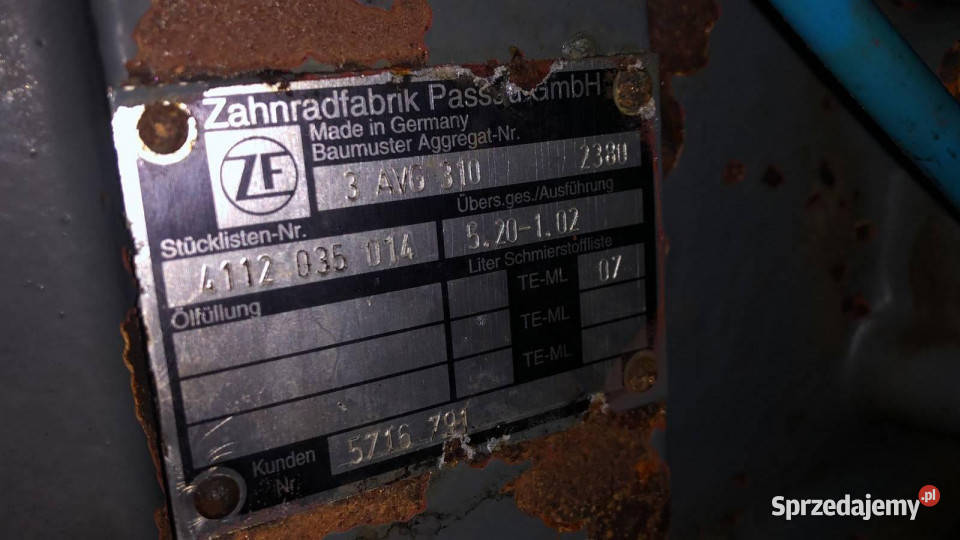 Zahnradfabrik Passau GmbH
Made in Germany
Baumuster Aggregat-Nr.
ZF
3 AVG 310 2380
Übers.ges./Ausführung
Stücklisten-Nr.
5.20-1.02
4112 035 014
Liter Schmierstoffliste
Ölfüllung
TE-ML 07
TE-ML
TE-ML
Kunden Nr.
5716 791
Sprzedajemy.pl